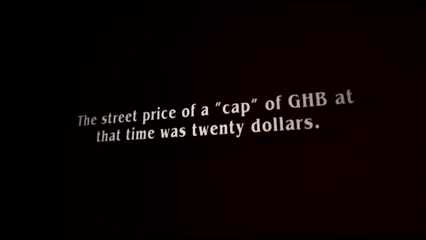 The street price of a “cap” of GHB at
that time was twenty dollars.